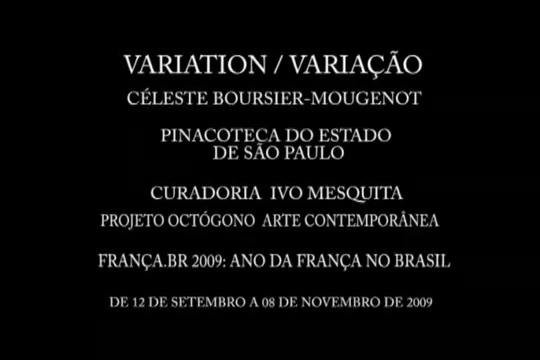 VARIATION / VARIAÇÃO
CÉLESTE BOURSIER-MOUGENOT
PINACOTECA DO ESTADO
DE SÃO PAULO
CURADORIA IVO MESQUITA
PROJETO OCTÓGONO ARTE CONTEMPORÂNEA
FRANÇA.BR 2009: ANO DA FRANÇA NO BRASIL
DE 12 DE SETEMBRO A 08 DE NOVEMBRO DE 2009